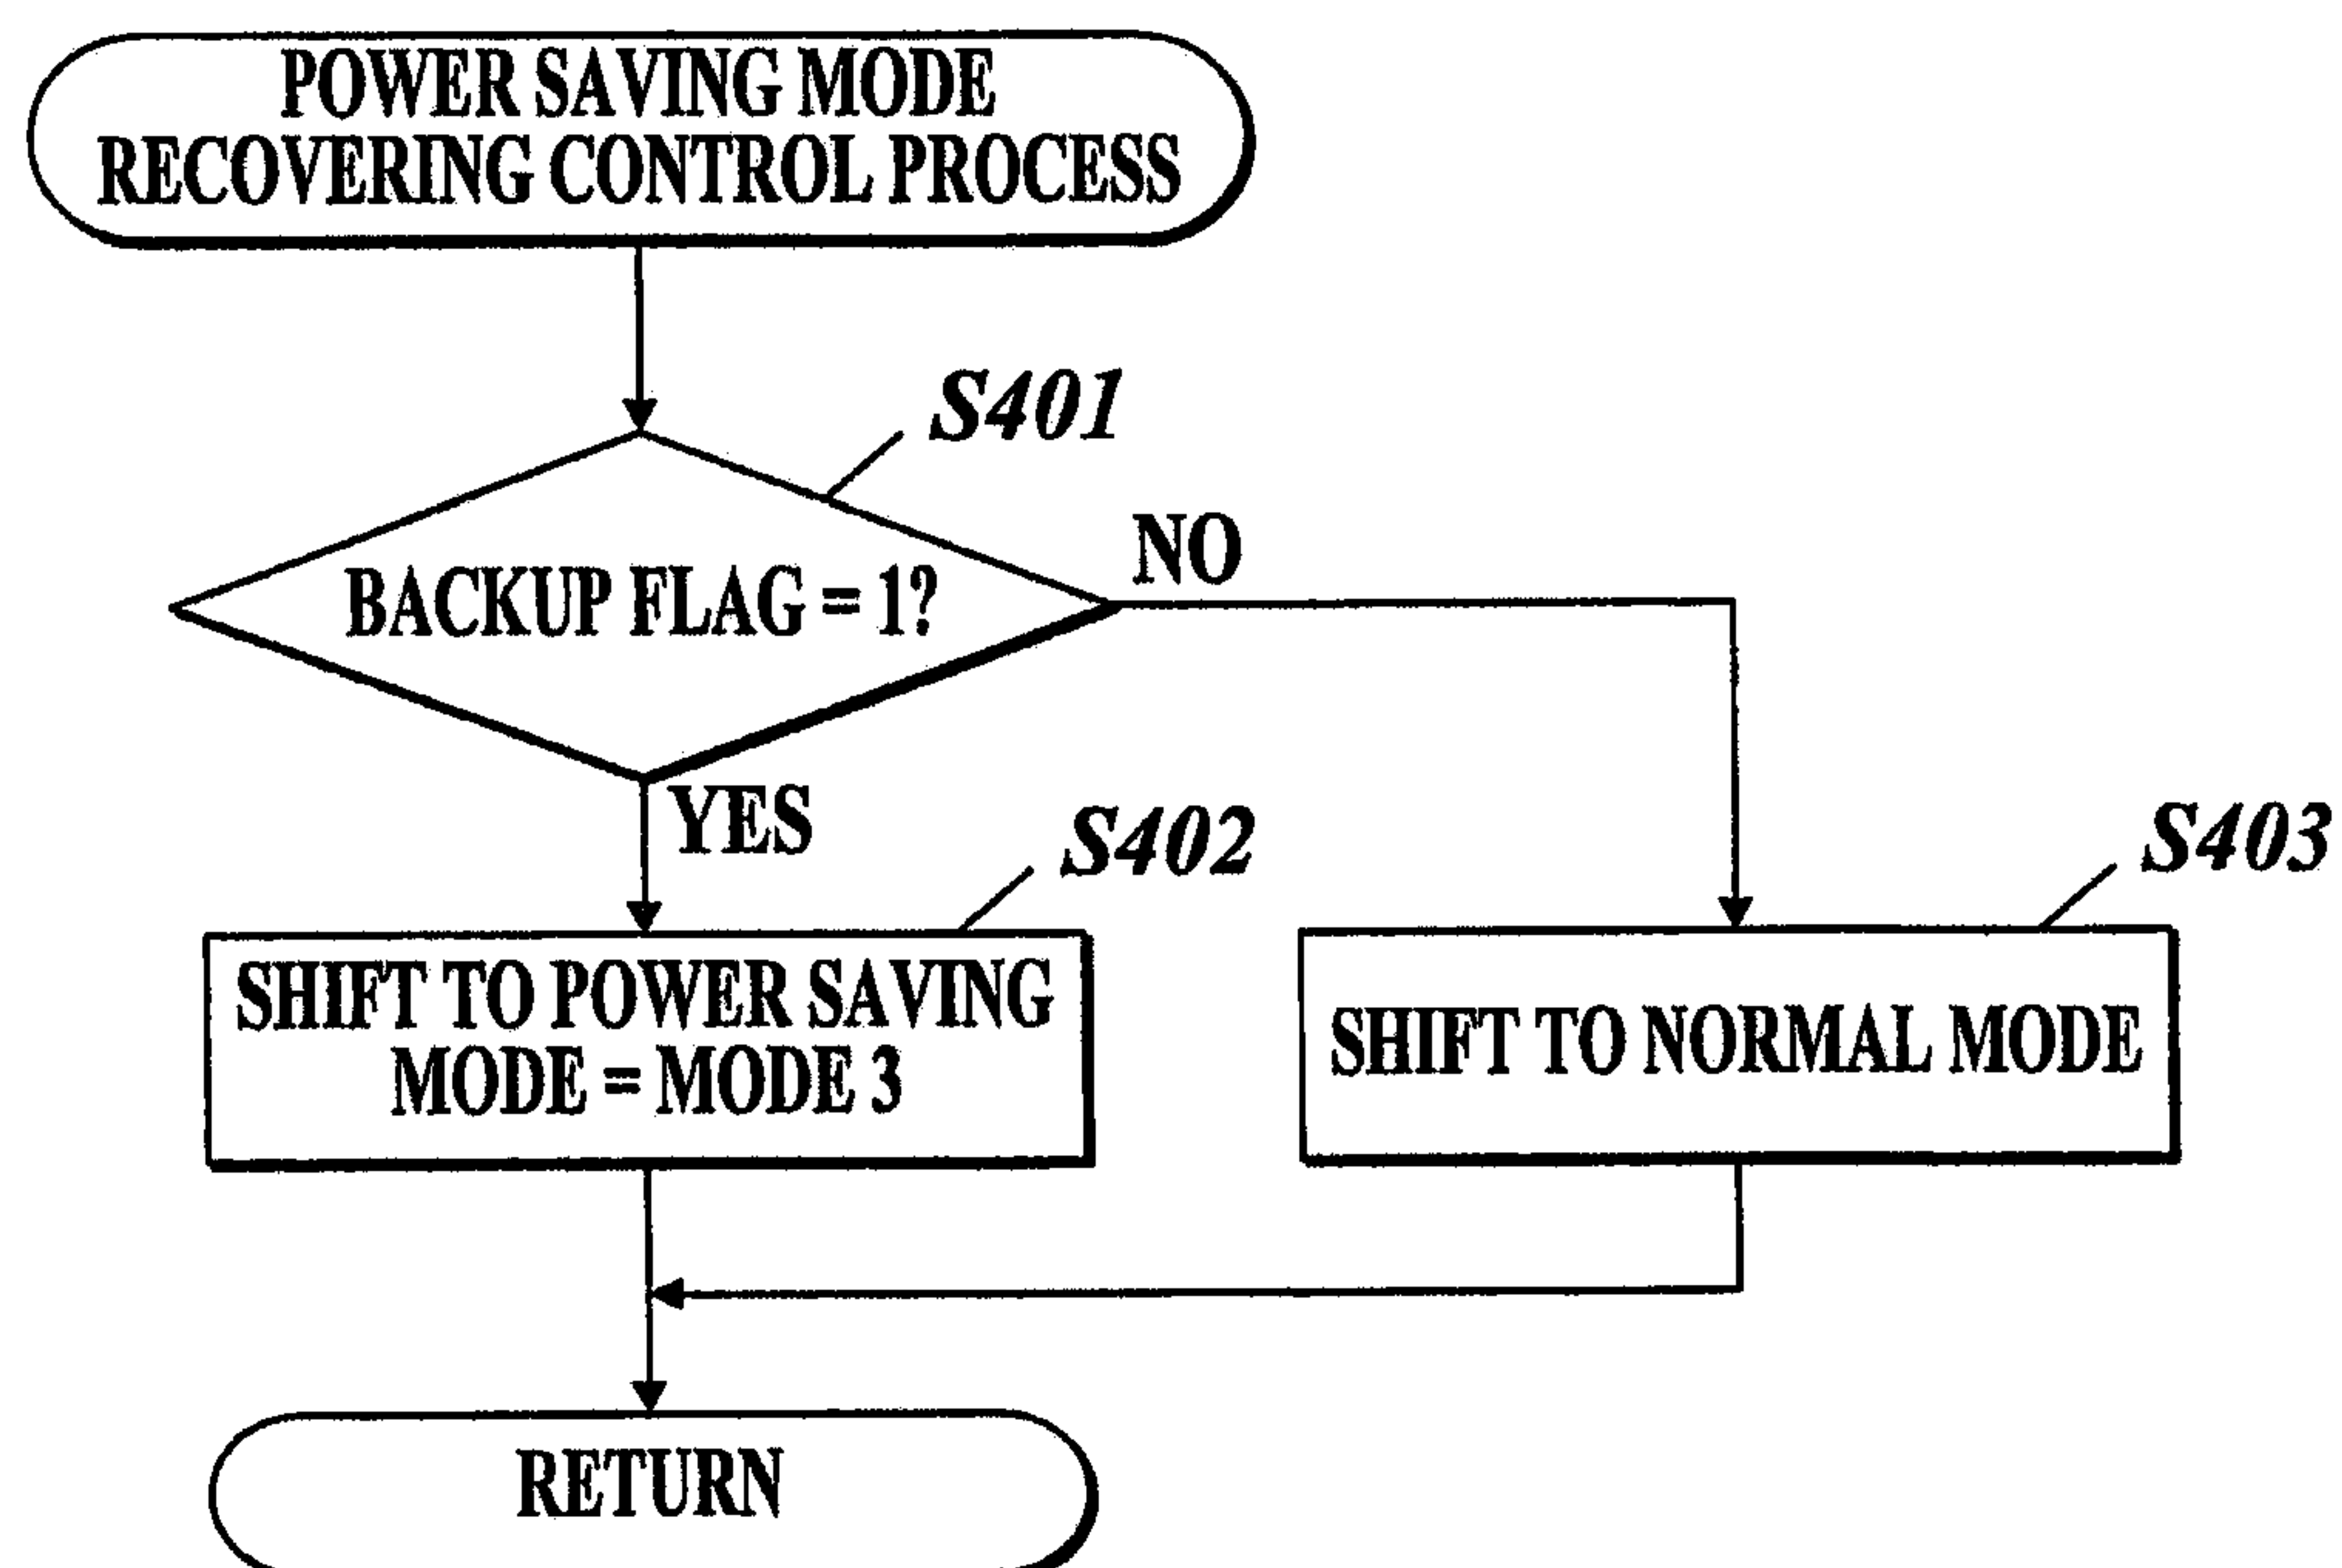 POWER SAVING MODE
RECOVERING CONTROL PROCESS
S401
BACKUP FLAG = 1?
NO
YES
S402
SHIFT TO POWER SAVING
MODE = MODE 3
S403
SHIFT TO NORMAL MODE
RETURN